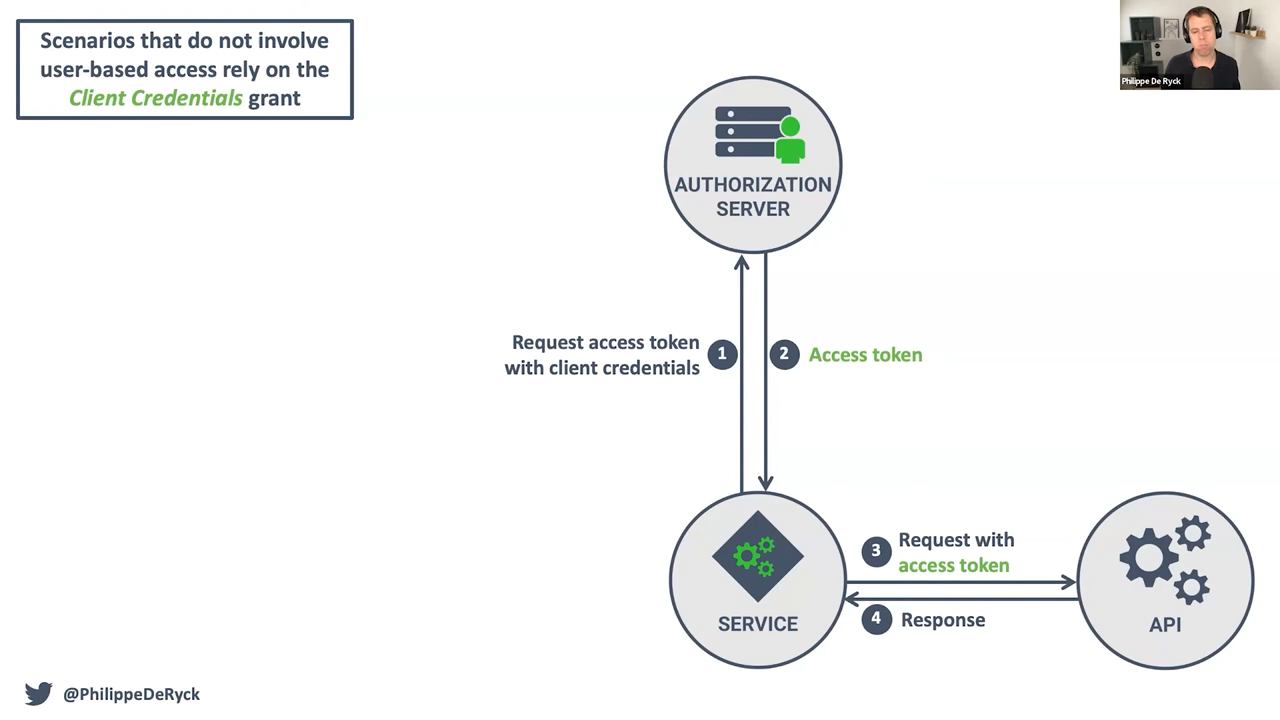 Scenarios that do not involve
user-based access rely on the
Client Credentials grant
Philippe De Ryck
AUTHORIZATION
SERVER
Request access token
with client credentials
1
2
Access token
3
Request with
access token
4
Response
SERVICE
API
@PhilippeDeRyck